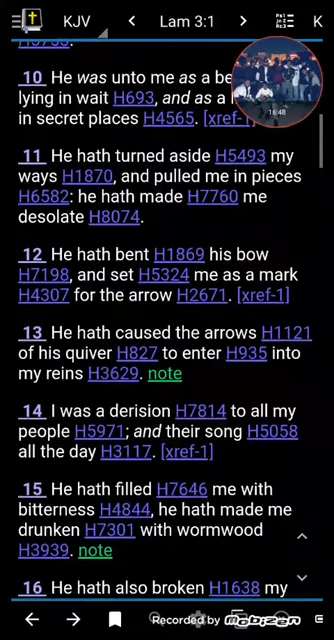 KJV Lam 3:1 K
10 He was unto me as a be
lying in wait H693, and as a l
in secret places H4565. [xref-1]
16:48
11 He hath turned aside H5493 my
ways H1870, and pulled me in pieces
H6582: he hath made H7760 me
desolate H8074.
12 He hath bent H1869 his bow
H7198, and set H5324 me as a mark
H4307 for the arrow H2671. [xref-1]
13 He hath caused the arrows H1121
of his quiver H827 to enter H935 into
my reins H3629. note
14 I was a derision H7814 to all my
people H5971; and their song H5058
all the day H3117. [xref-1]
15 He hath filled H7646 me with
bitterness H4844, he hath made me
drunken H7301 with wormwood
H3939. note
16 He hath also broken H1638 my
Recorded by Mobizen